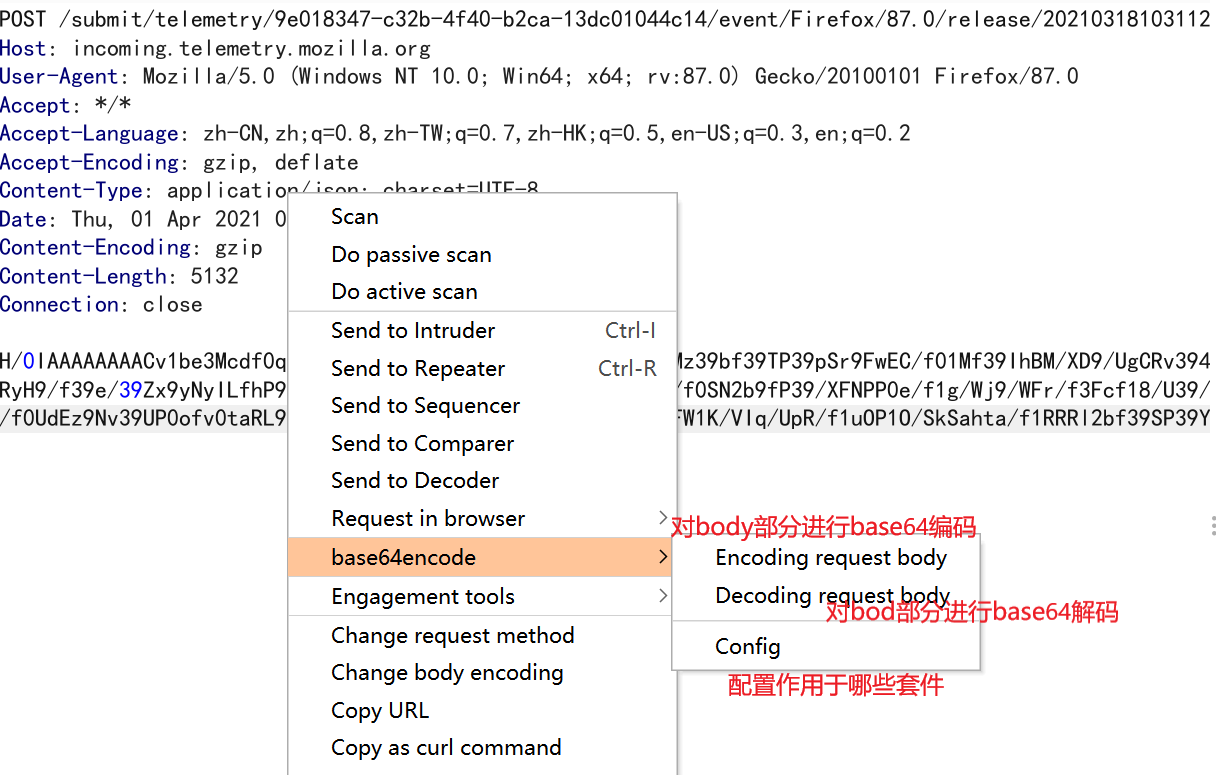 POST /submit/telemetry/9e018347-c32b-4f40-b2ca-13dc01044c14/event/Firefox/87.0/release/20210318103112
Host: incoming.telemetry.mozilla.org
User-Agent: Mozilla/5.0 (Windows NT 10.0; Win64; x64; rv:87.0) Gecko/20100101 Firefox/87.0
Accept: */*
Accept-Language: zh-CN,zh;q=0.8,zh-TW;q=0.7,zh-HK;q=0.5,en-US;q=0.3,en;q=0.2
Accept-Encoding: gzip, deflate
Content-Type: application/json; charset=UTF-8
Date: Thu, 01 Apr 2021 0
Content-Encoding: gzip
Content-Length: 5132
Connection: close
H/0IAAAAAAAACv1be3Mcdf0q
Mz39bf39TP39pSr9FwEC/f01Mf39IhBM/XD9/UgCRv394
RyH9/f39e/39Zx9yNyILfhP9
/f0SN2b9fP39/XFNPP0e/f1g/Wj9/WFr/f3Fcf18/U39/
/f0UdEz9Nv39UP0ofv0taRL9
FW1K/VIq/UpR/f1uOP10/SkSahta/f1RRRI2bf39SP39Y
Scan
Do passive scan
Do active scan
Send to Intruder Ctrl-I
Send to Repeater Ctrl-R
Send to Sequencer
Send to Comparer
Send to Decoder
Request in browser
base64encode
Engagement tools
Change request method
Change body encoding
Copy URL
Copy as curl command
对body部分进行base64编码
Encoding request body
Decoding request body
对bod部分进行base64解码
Config
配置作用于哪些套件